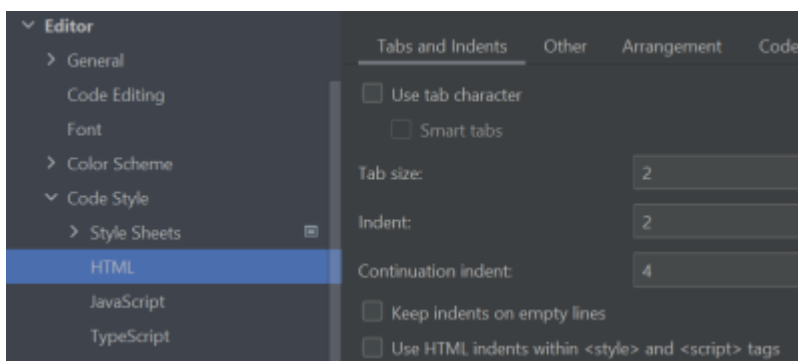 Editor
General
Code Editing
Font
Color Scheme
Code Style
Style Sheets
HTML
JavaScript
TypeScript
Tabs and Indents Other Arrangement Code
Use tab character
Smart tabs
Tab size: 2
Indent: 2
Continuation indent: 4
Keep indents on empty lines
Use HTML indents within <style> and <script> tags